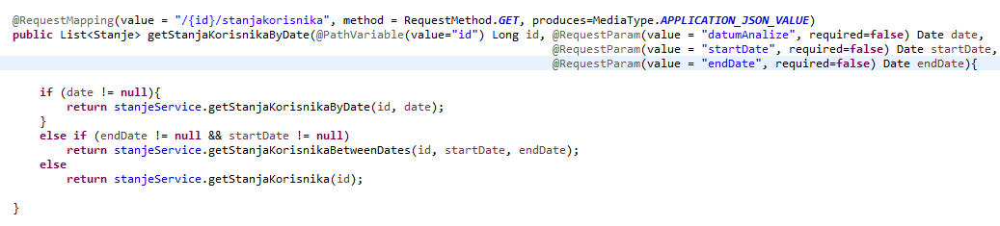 @RequestMapping(value = "/{id}/stanjakorisnika", method = RequestMethod.GET, produces=MediaType.APPLICATION_JSON_VALUE)
public List<Stanje> getStanjaKorisnikaByDate(@PathVariable(value="id") Long id, @RequestParam(value = "datumAnalize", required=false) Date date,
@RequestParam(value = "startDate", required=false) Date startDate,
@RequestParam(value = "endDate", required=false) Date endDate){
if (date != null){
return stanjeService.getStanjaKorisnikaByDate(id, date);
}
else if (endDate != null && startDate != null)
return stanjeService.getStanjaKorisnikaBetweenDates(id, startDate, endDate);
else
return stanjeService.getStanjaKorisnika(id);
}